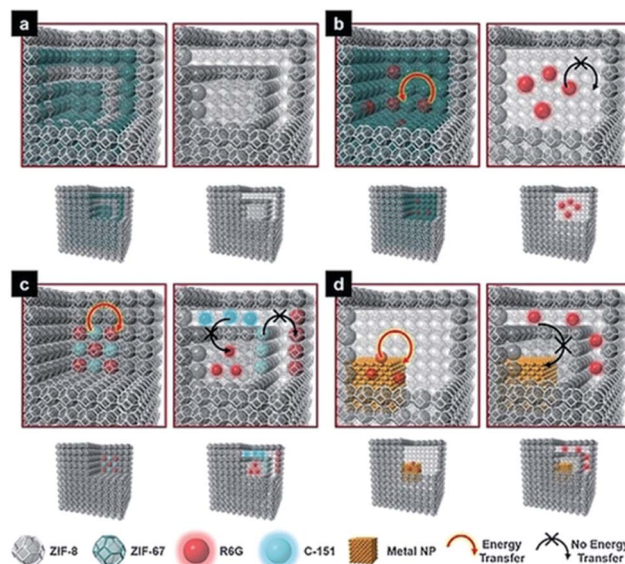 a
b
c
d
ZIF-8
ZIF-67
R6G
C-151
Metal NP
Energy
Transfer
No Energy
Transfer